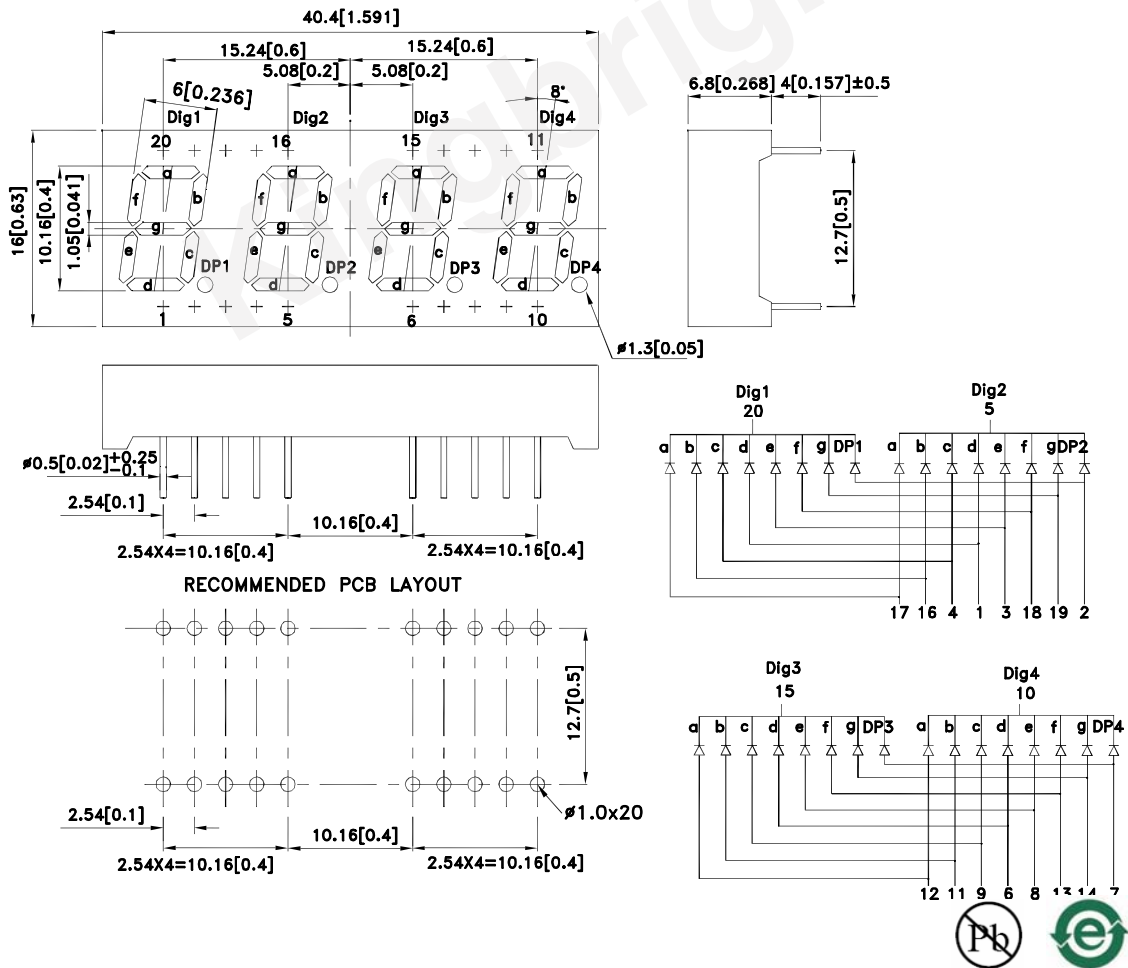 40.4[1.591]
15.24[0.6] 15.24[0.6]
5.08[0.2] 5.08[0.2]
6[0.236] 8°
Dig1 Dig2 Dig3 Dig4
20 16 15 11
16[0.63]
10.16[0.4]
1.05[0.041]
a a a a
f b f b f b f b
g g g g
e c e c e c e c
d d d d
DP1 DP2 DP3 DP4
1 5 6 10
ø1.3[0.05]
6.8[0.268] 4[0.157]±0.5
12.7[0.5]
Kingbrig
ø0.5[0.02]+0.25 −0.1
2.54[0.1]
10.16[0.4]
2.54X4=10.16[0.4] 2.54X4=10.16[0.4]
RECOMMENDED PCB LAYOUT
12.7[0.5]
ø1.0x20
2.54[0.1]
10.16[0.4]
2.54X4=10.16[0.4] 2.54X4=10.16[0.4]
Dig1 Dig2
20 5
a b c d e f g DP1 a b c d e f g DP2
17 16 4 1 3 18 19 2
Dig3 Dig4
15 10
a b c d e f g DP3 a b c d e f g DP4
12 11 9 6 8 13 14 7
Pb
e